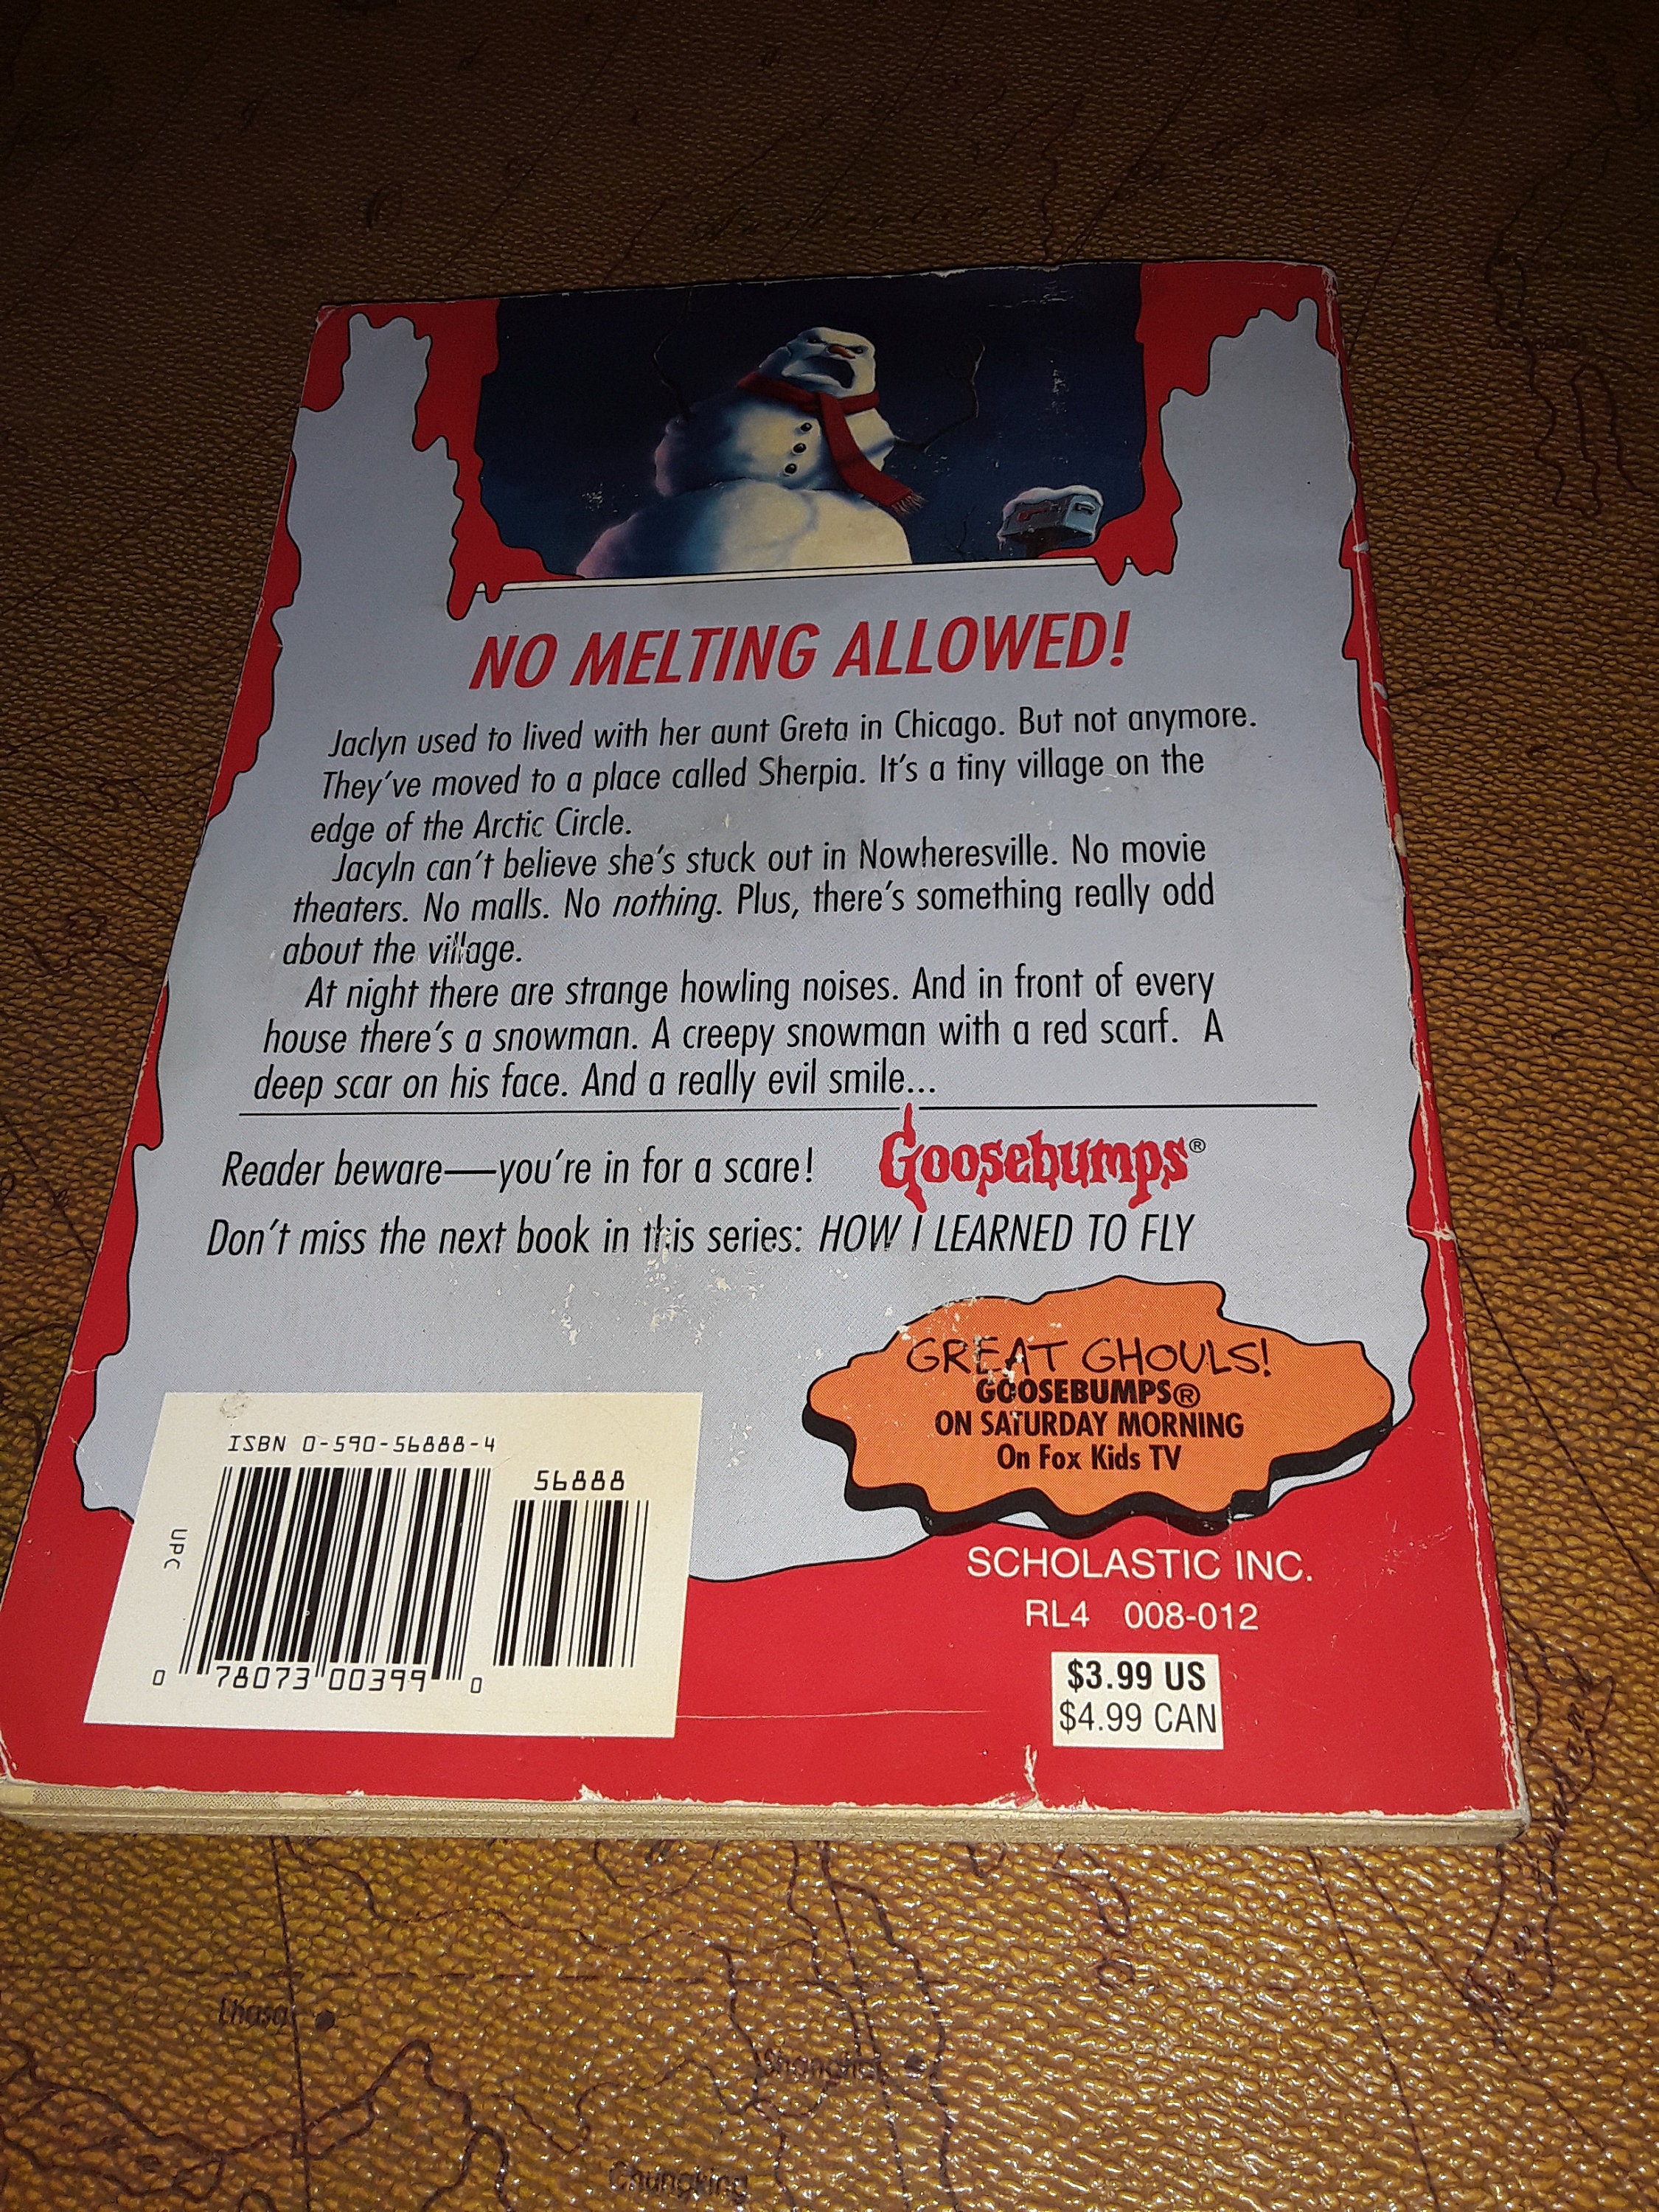 NO MELTING ALLOWED!
Jaclyn used to lived with her aunt Greta in Chicago. But not anymore.
They've moved to a place called Sherpia. It's a tiny village on the
edge of the Arctic Circle.
Jacyln can't believe she's stuck out in Nowheresville. No movie
theaters. No malls. No nothing. Plus, there's something really odd
about the village.
At night there are strange howling noises. And in front of every
house there's a snowman. A creepy snowman with a red scarf. A
deep scar on his face. And a really evil smile...
Reader beware—you're in for a scare! Goosebumps®
Don't miss the next book in this series: HOW I LEARNED TO FLY
GREAT GHOULS!
GOOSEBUMPS®
ON SATURDAY MORNING
On Fox Kids TV
ISBN 0-590-56888-4
56888
UPC
0 78073 00399 0
SCHOLASTIC INC.
RL4 008-012
$3.99 US
$4.99 CAN
Lhasa
Shanghai
Chungking